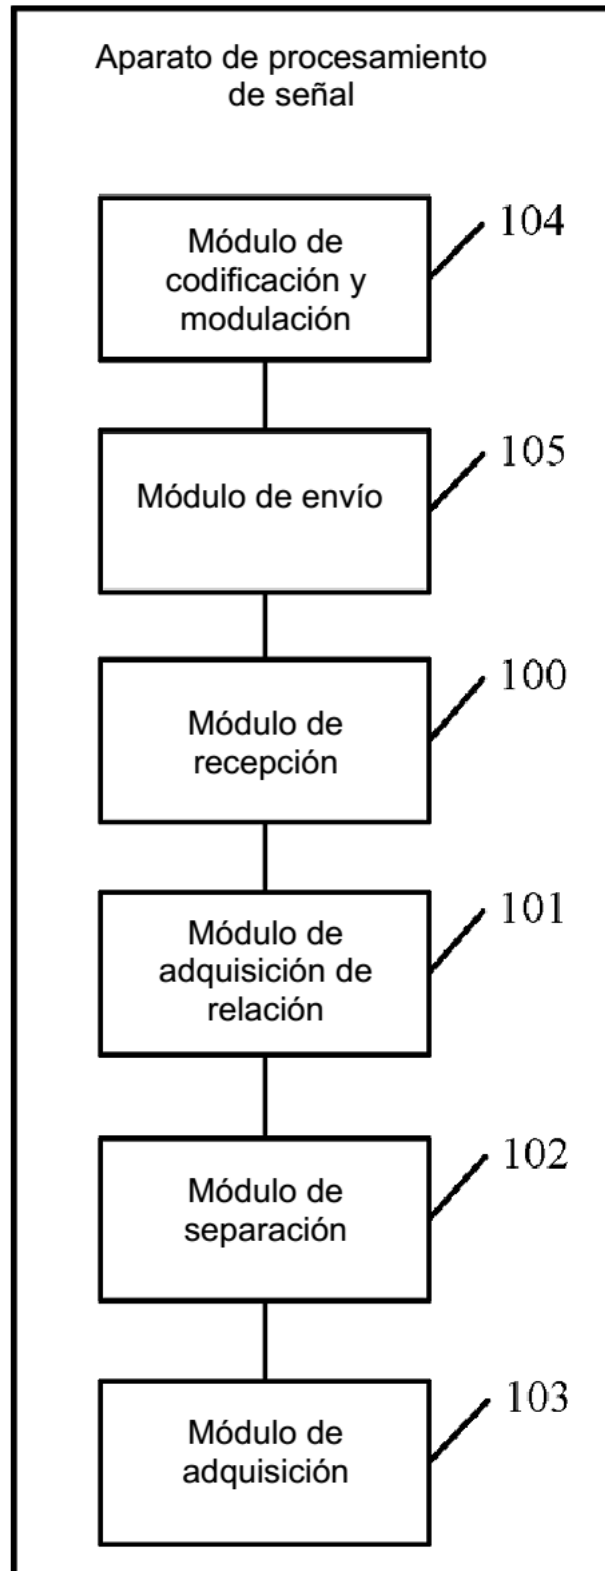 Aparato de procesamiento
de señal
104
Módulo de
codificación y
modulación
105
Módulo de envío
100
Módulo de
recepción
101
Módulo de
adquisición de
relación
102
Módulo de
separación
103
Módulo de
adquisición